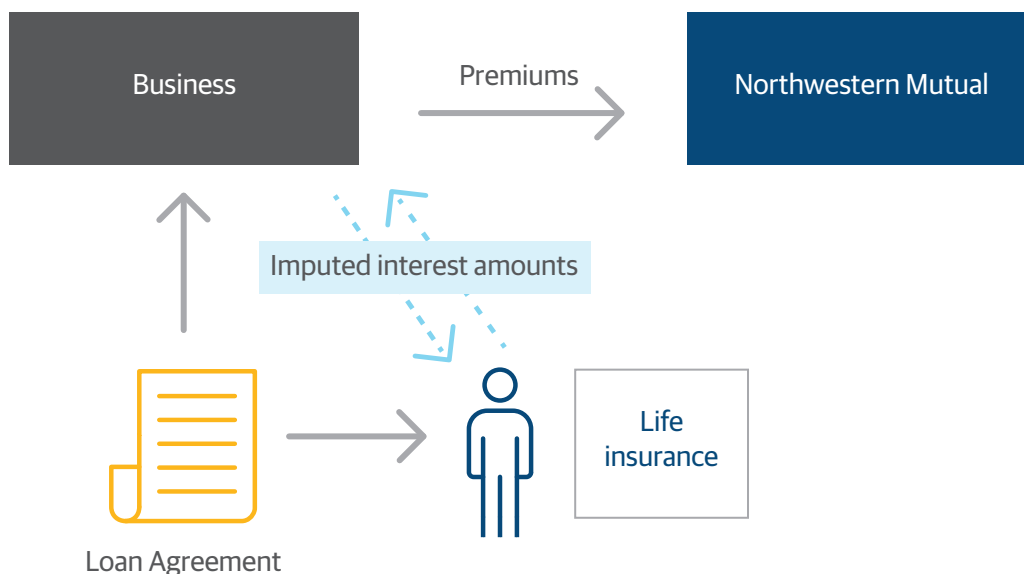 Business
Premiums
Northwestern Mutual
Imputed interest amounts
Life
insurance
Loan Agreement